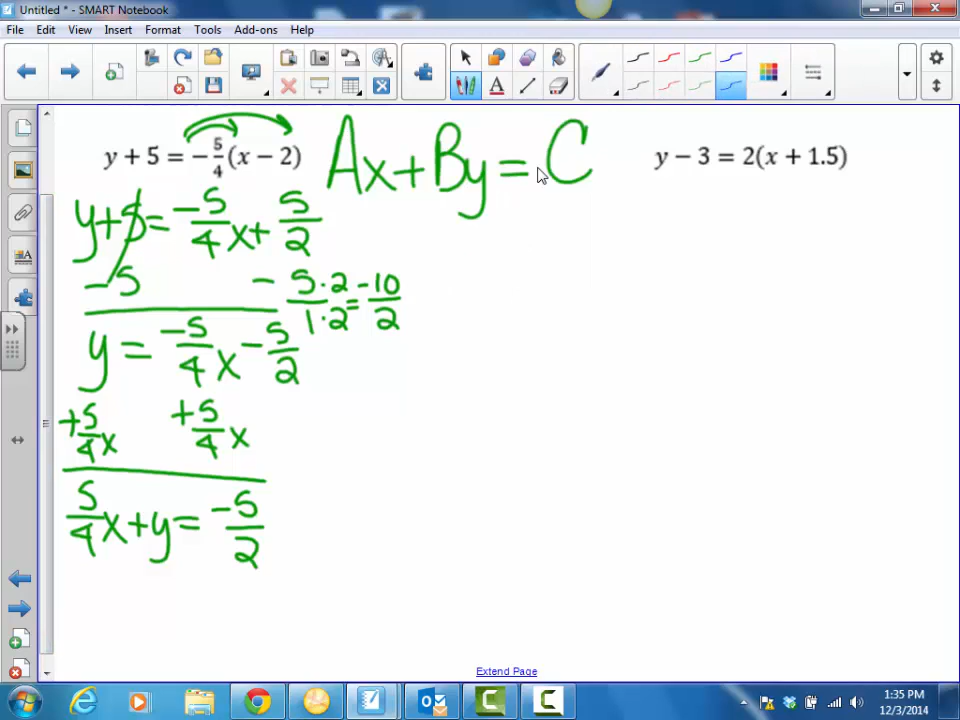 Untitled * - SMART Notebook
File Edit View Insert Format Tools Add-ons Help
y + 5 = -5/4(x - 2)
Ax + By = C
y - 3 = 2(x + 1.5)
y + 5 = -5/4 x + 5/2
-5 - 5·2/1·2 = -10/2
y = -5/4 x - 5/2
+5/4 x +5/4 x
5/4 x + y = -5/2
Extend Page
1:35 PM
12/3/2014